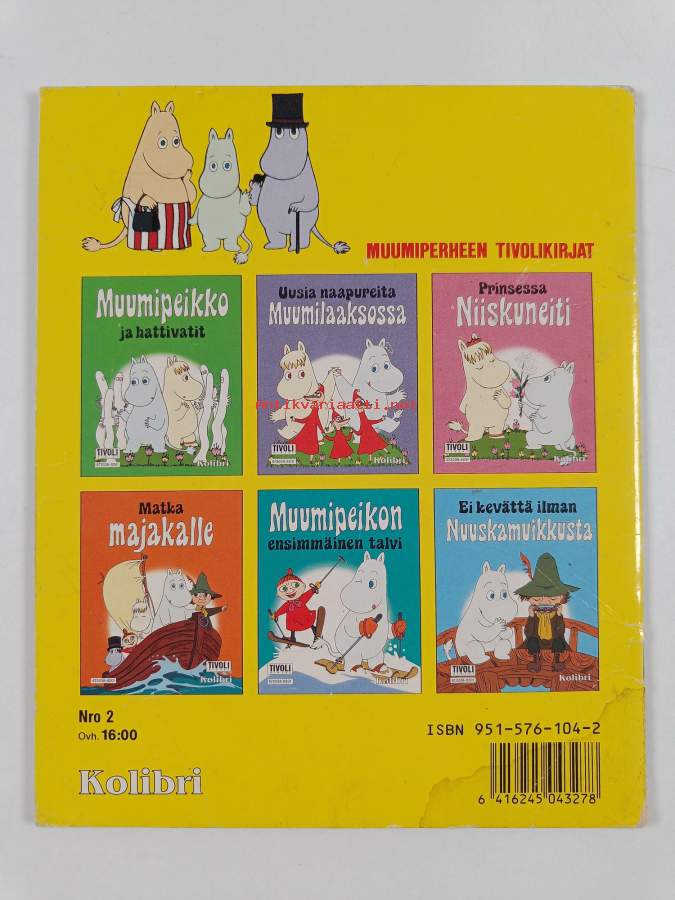 MUUMIPERHEEN TIVOLIKIRJAT
Muumipeikko
ja hattivatit
TIVOLI
Kolibri
Uusia naapureita
Muumilaaksossa
TIVOLI
Kolibri
Prinsessa
Niiskuneiti
TIVOLI
Kolibri
antikvariaatti.net
Matka
majakalle
TIVOLI
Kolibri
Muumipeikon
ensimmäinen talvi
TIVOLI
Kolibri
Ei kevättä ilman
Nuuskamuikkusta
TIVOLI
Kolibri
Nro 2
Ovh. 16:00
Kolibri
ISBN 951-576-104-2
6 416245 043278